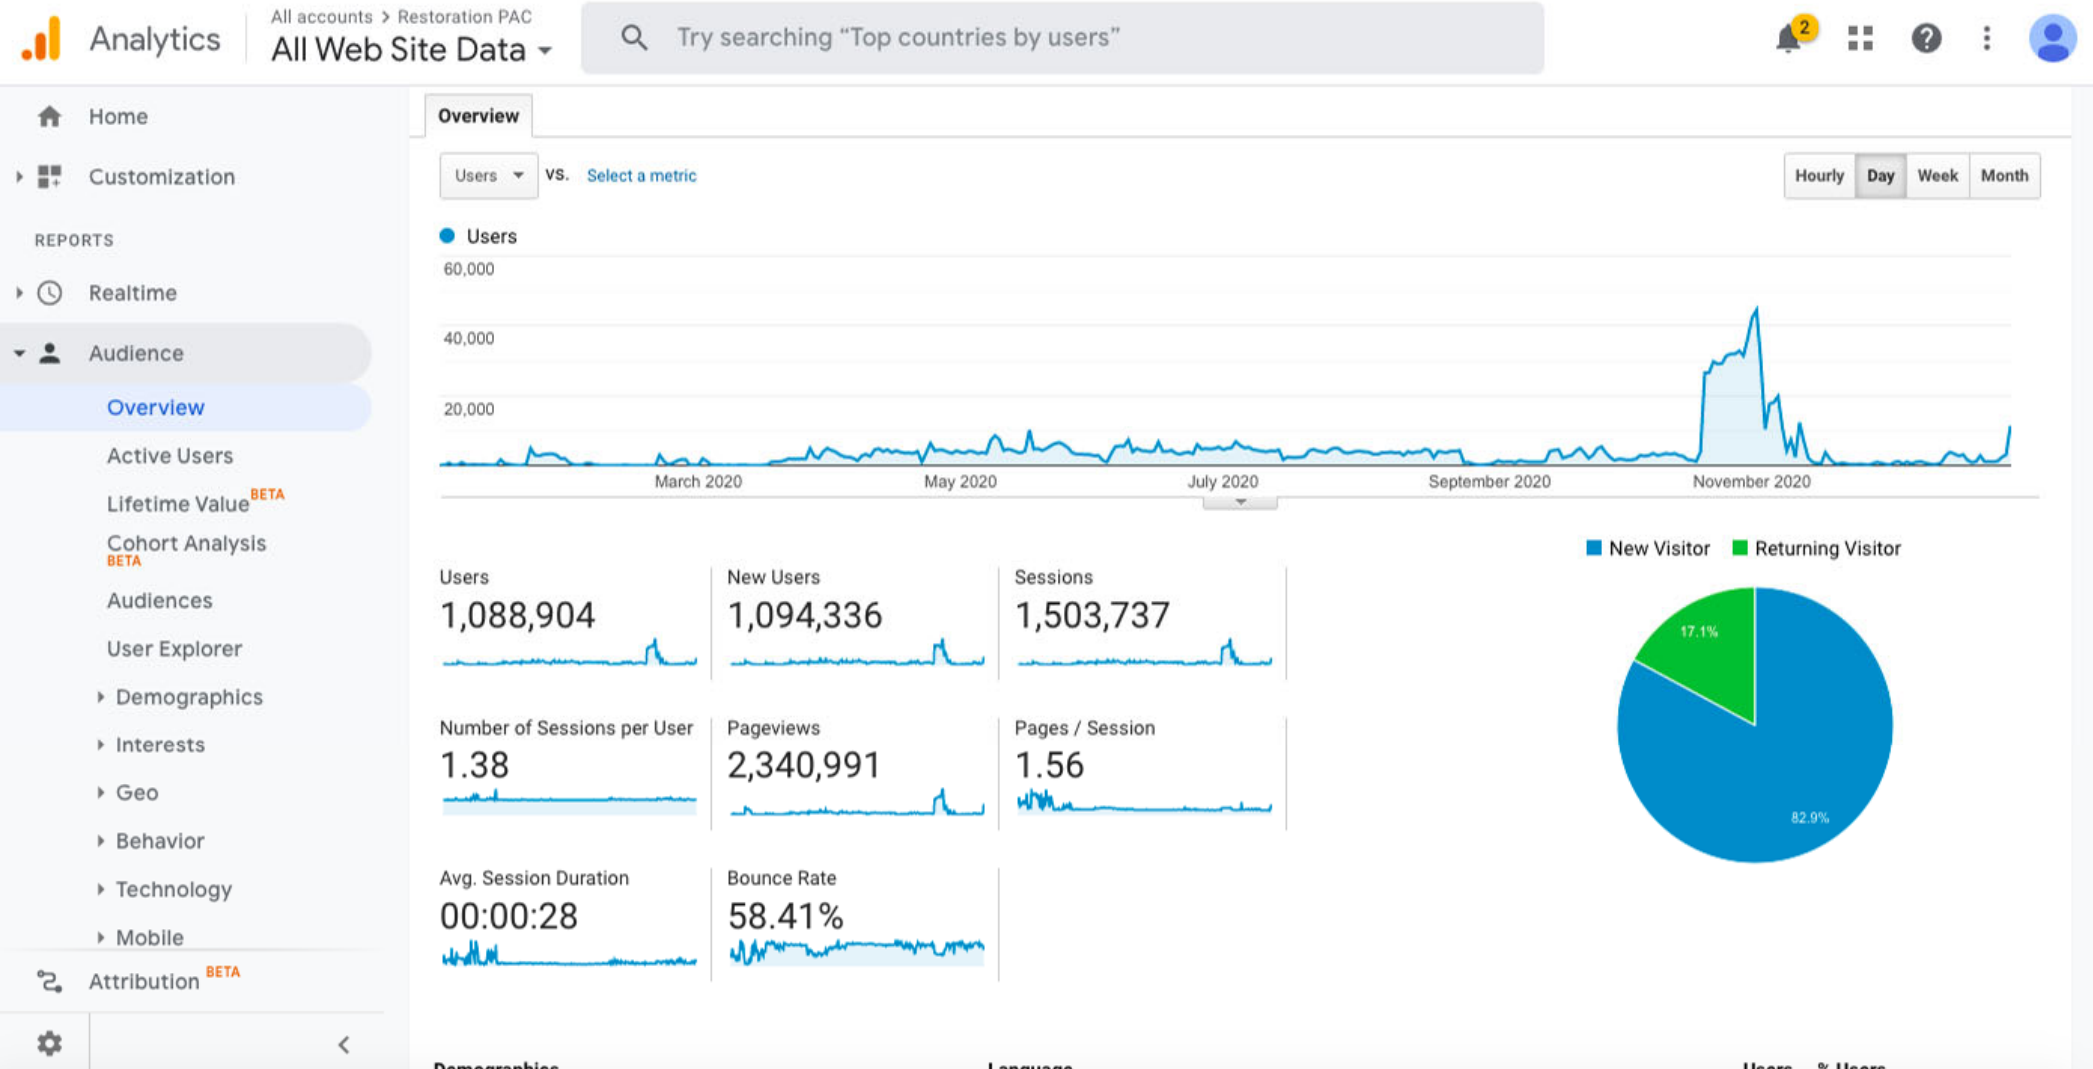 Analytics
All accounts > Restoration PAC
All Web Site Data
Try searching “Top countries by users”
2
Home
Customization
REPORTS
Realtime
Audience
Overview
Active Users
Lifetime Value BETA
Cohort Analysis
BETA
Audiences
User Explorer
Demographics
Interests
Geo
Behavior
Technology
Mobile
Attribution BETA
Overview
Users VS. Select a metric
Hourly Day Week Month
Users
60,000
40,000
20,000
March 2020 May 2020 July 2020 September 2020 November 2020
New Visitor Returning Visitor
17.1%
82.9%
Users
1,088,904
New Users
1,094,336
Sessions
1,503,737
Number of Sessions per User
1.38
Pageviews
2,340,991
Pages / Session
1.56
Avg. Session Duration
00:00:28
Bounce Rate
58.41%
Demographics Language Users % Users